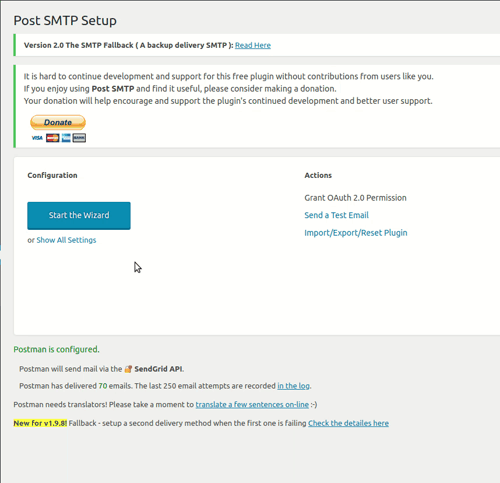 Post SMTP Setup
Version 2.0 The SMTP Fallback ( A backup delivery SMTP ): Read Here
It is hard to continue development and support for this free plugin without contributions from users like you.
If you enjoy using Post SMTP and find it useful, please consider making a donation.
Your donation will help encourage and support the plugin's continued development and better user support.
Donate
VISA
Configuration
Actions
Start the Wizard
Grant OAuth 2.0 Permission
or Show All Settings
Send a Test Email
Import/Export/Reset Plugin
Postman is configured.
Postman will send mail via the SendGrid API.
Postman has delivered 70 emails. The last 250 email attempts are recorded in the log.
Postman needs translators! Please take a moment to translate a few sentences on-line :-)
New for v1.9.8! Fallback - setup a second delivery method when the first one is failing Check the detailes here